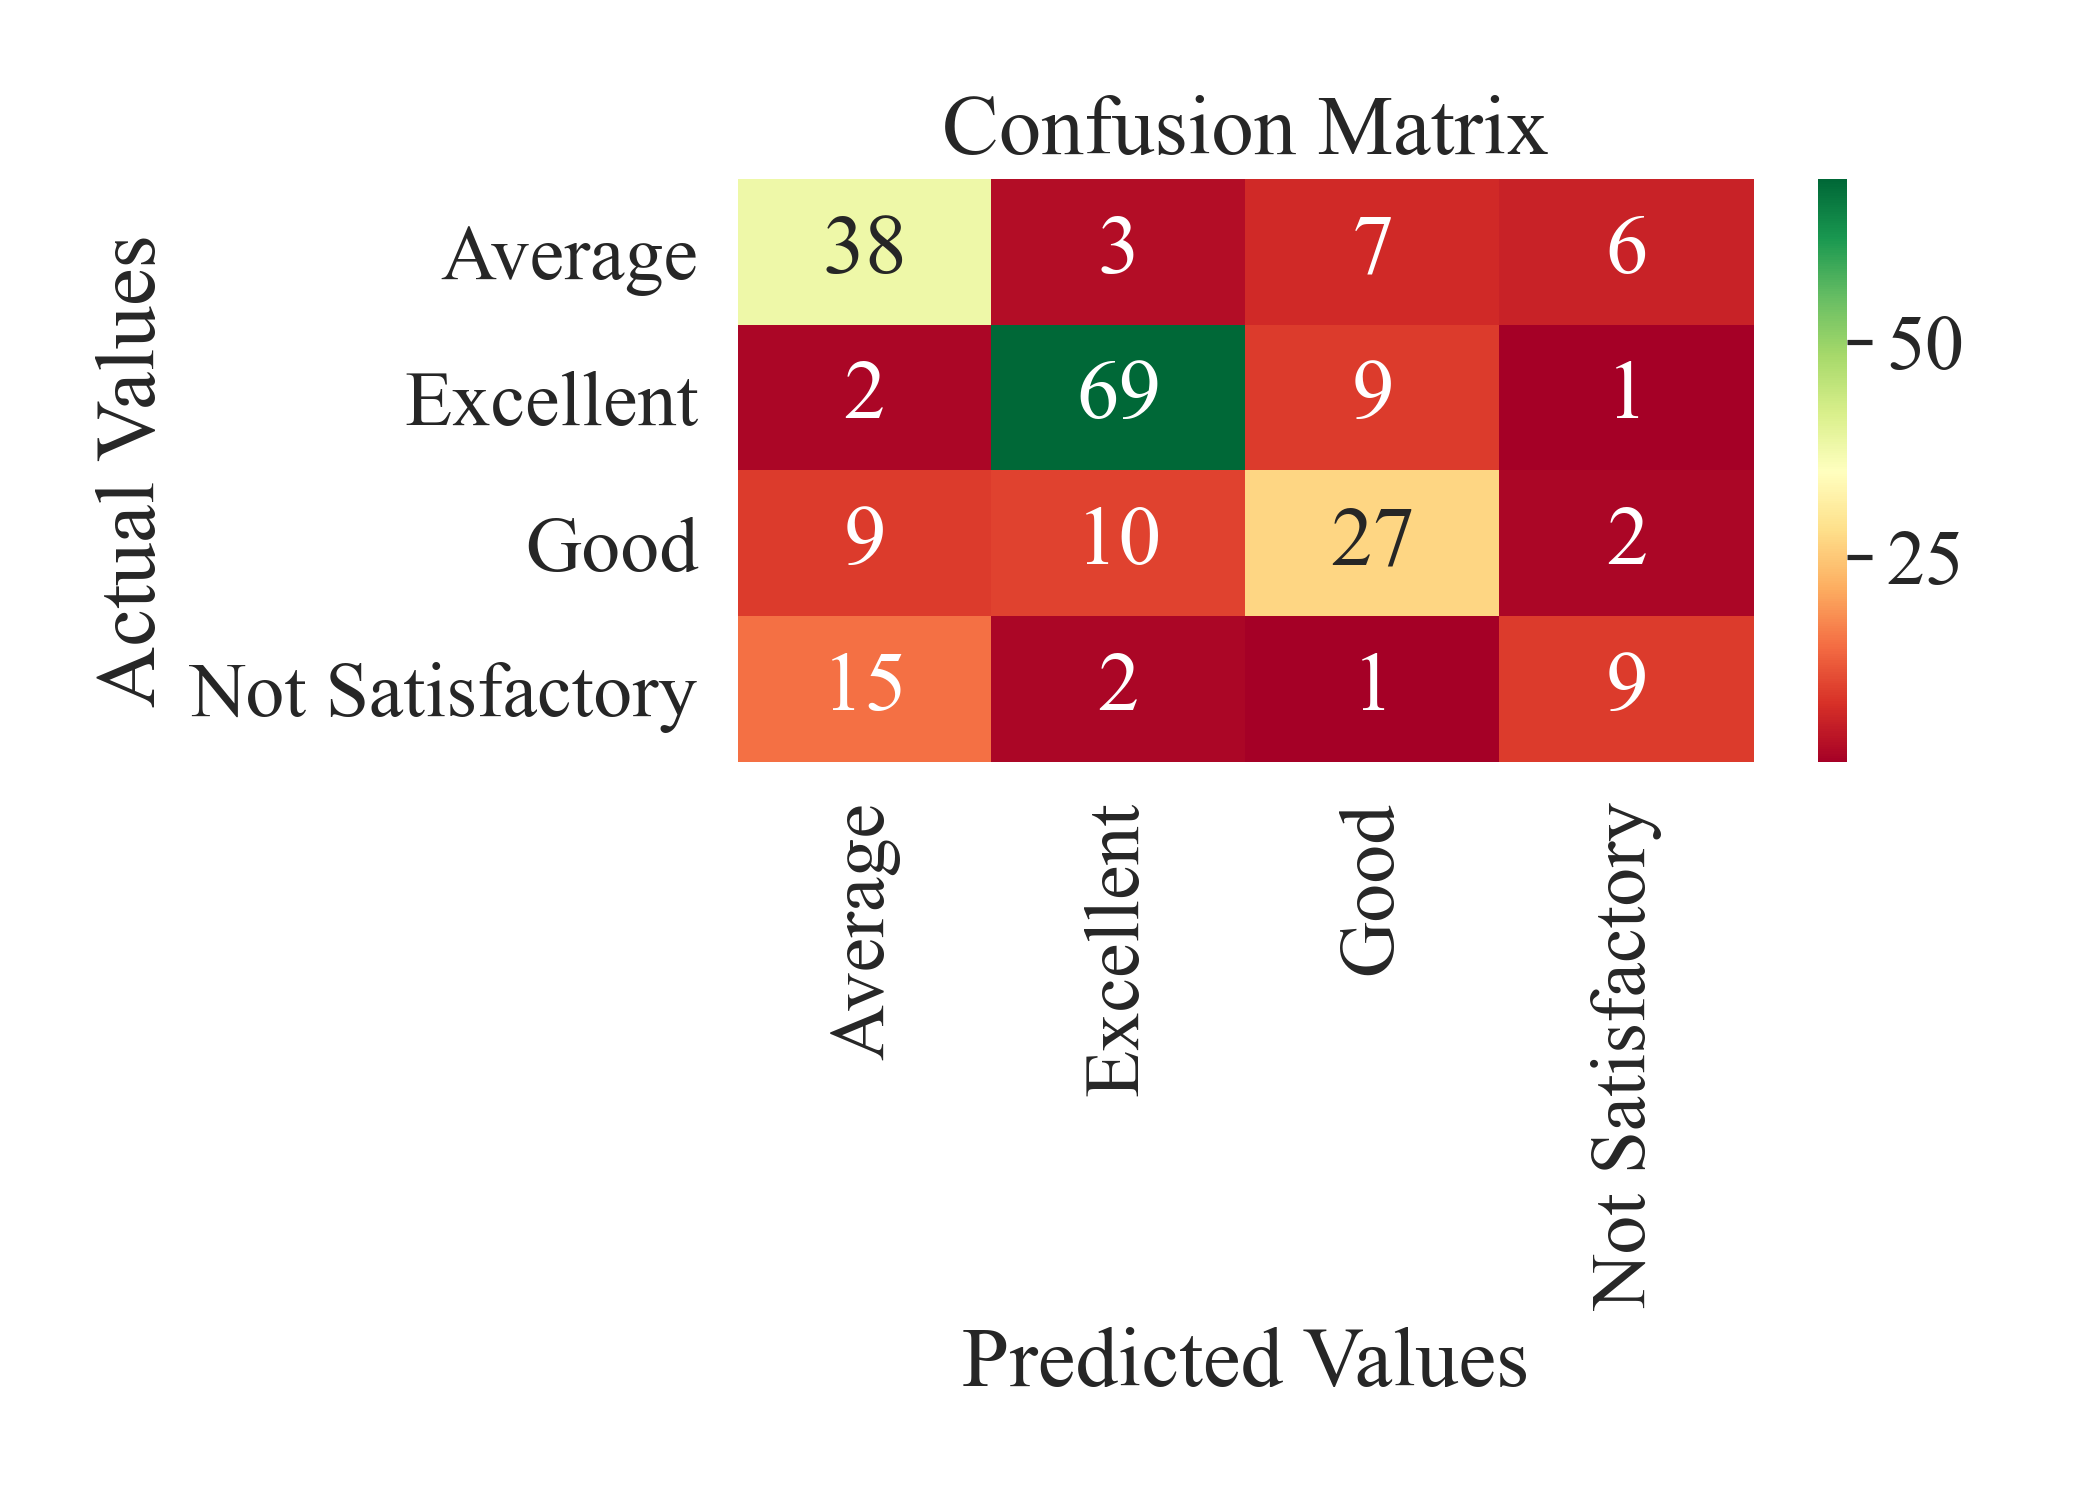 Confusion Matrix
Actual Values
Average 38 3 7 6
Excellent 2 69 9 1
Good 9 10 27 2
Not Satisfactory 15 2 1 9
50
25
Average
Excellent
Good
Not Satisfactory
Predicted Values